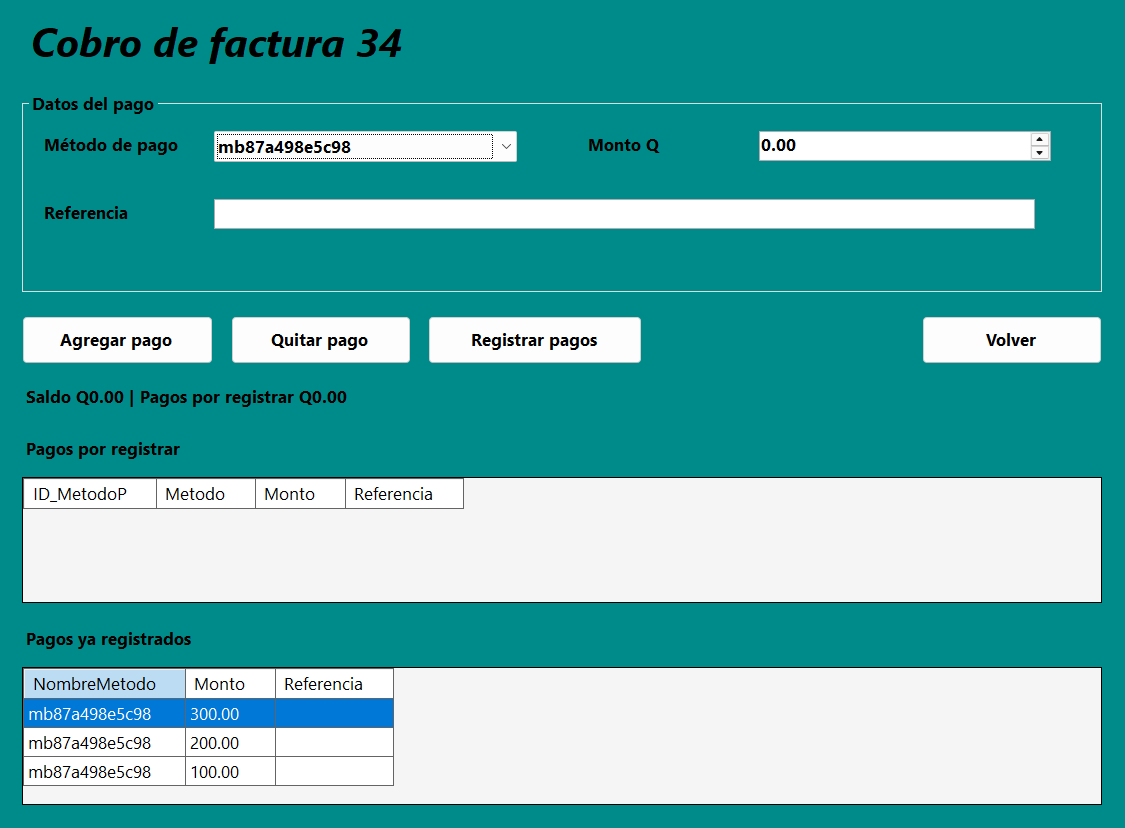 Cobro de factura 34
Datos del pago
Método de pago mb87a498e5c98 Monto Q 0.00
Referencia
Agregar pago Quitar pago Registrar pagos Volver
Saldo Q0.00 | Pagos por registrar Q0.00
Pagos por registrar
ID_MetodoP Metodo Monto Referencia
Pagos ya registrados
NombreMetodo Monto Referencia
mb87a498e5c98 300.00
mb87a498e5c98 200.00
mb87a498e5c98 100.00